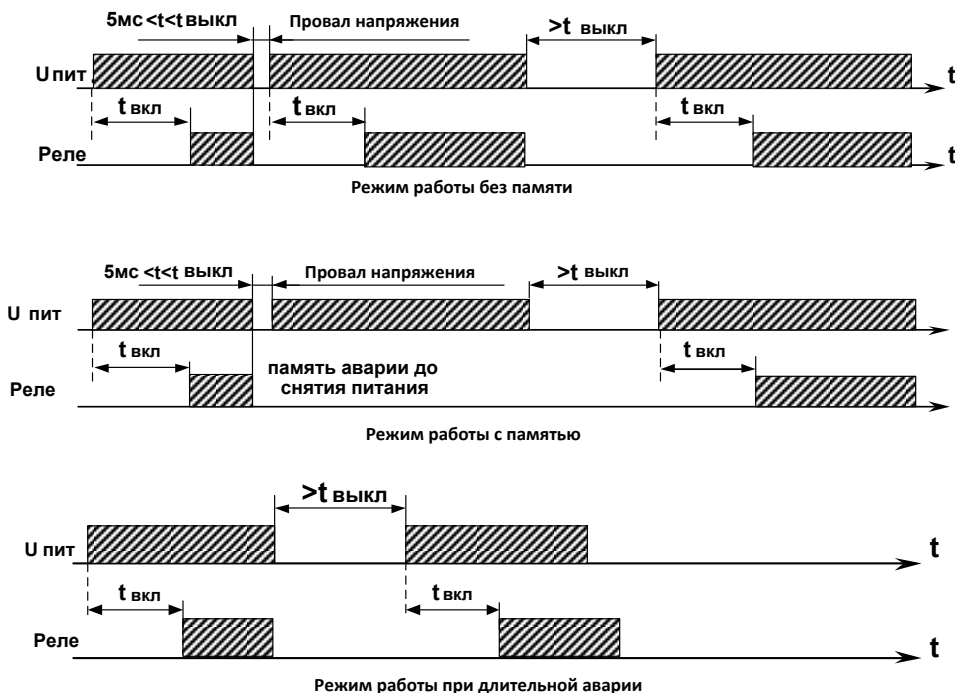 5мс <t<t выкл Провал напряжения >t выкл
U пит t
t вкл t вкл t вкл
Реле t
Режим работы без памяти
5мс <t<t выкл Провал напряжения >t выкл
U пит
t вкл память аварии до t вкл
снятия питания
Реле
Режим работы с памятью
>t выкл
U пит t
t вкл t вкл
Реле t
Режим работы при длительной аварии